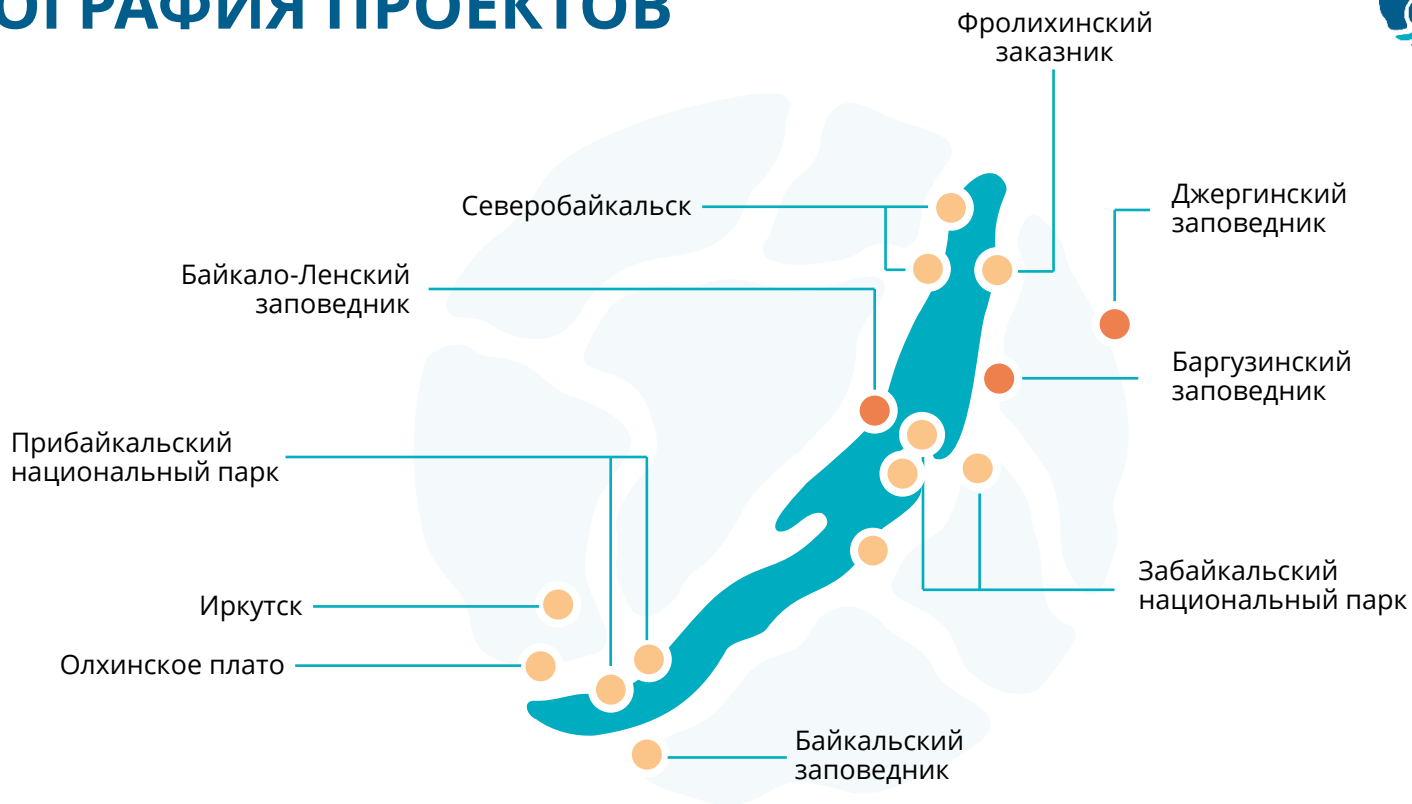 ОГРАФИЯ ПРОЕКТОВ
Фролихинский
заказник
Северобайкальск
Джергинский
заповедник
Байкало-Ленский
заповедник
Баргузинский
заповедник
Прибайкальский
национальный парк
Забайкальский
национальный парк
Иркутск
Олхинское плато
Байкальский
заповедник